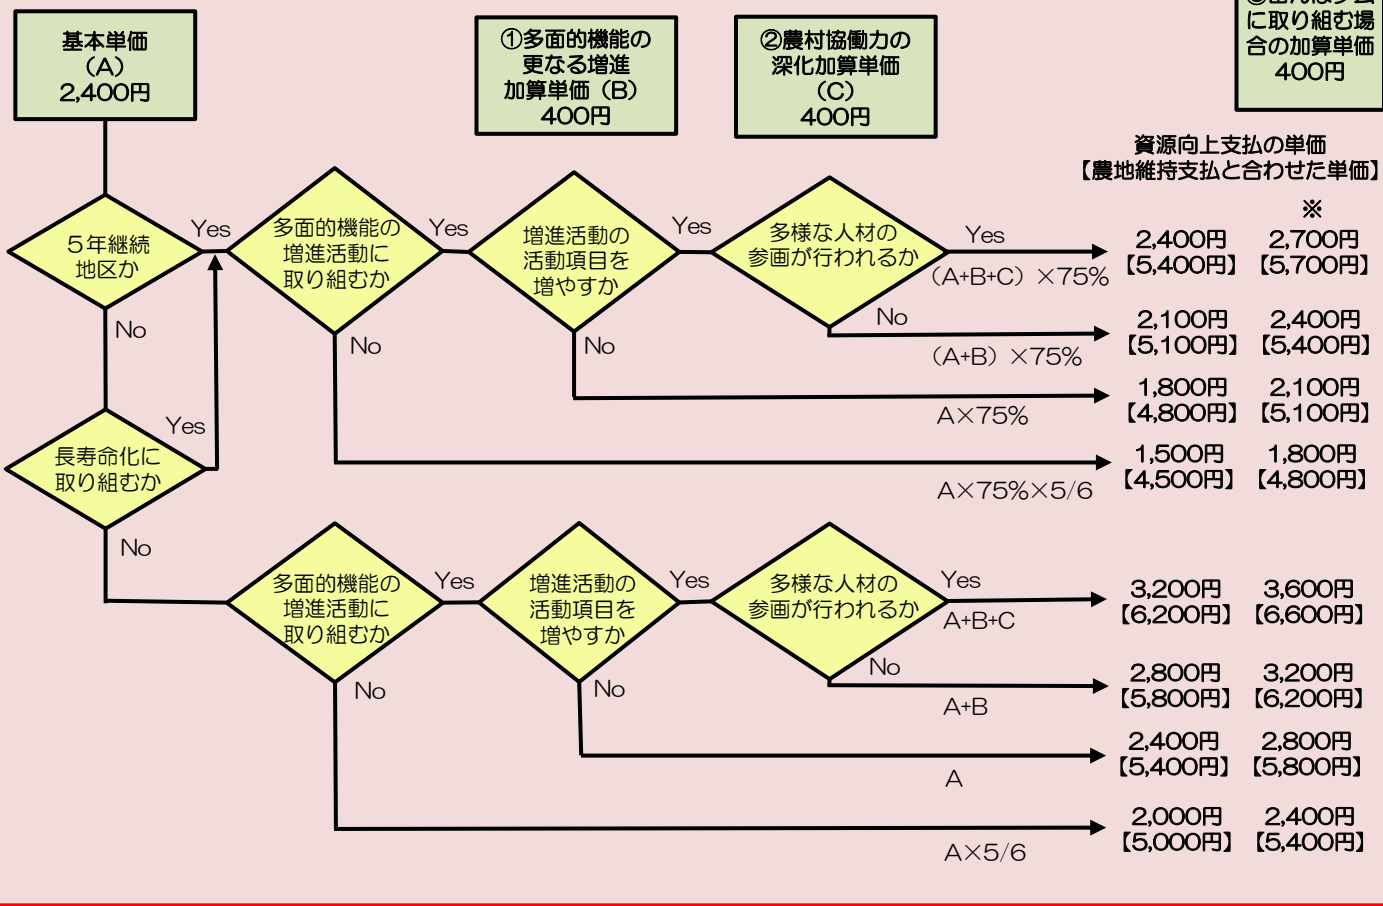 基本単価
（A）
2,400円
①多面的機能の
更なる増進
加算単価（B）
400円
②農村協働力の
深化加算単価
（C）
400円
に取り組む場
合の加算単価
400円
資源向上支払の単価
【農地維持支払と合わせた単価】
※
５年継続
地区か
Yes
No
多面的機能の
増進活動に
取り組むか
Yes
No
増進活動の
活動項目を
増やすか
Yes
No
多様な人材の
参画が行われるか
Yes
(A+B+C) ×75%
2,400円 2,700円
【5,400円】 【5,700円】
No
(A+B) ×75%
2,100円 2,400円
【5,100円】 【5,400円】
A×75%
1,800円 2,100円
【4,800円】 【5,100円】
A×75%×5/6
1,500円 1,800円
【4,500円】 【4,800円】
長寿命化に
取り組むか
Yes
No
多面的機能の
増進活動に
取り組むか
Yes
No
増進活動の
活動項目を
増やすか
Yes
No
多様な人材の
参画が行われるか
Yes
A+B+C
3,200円 3,600円
【6,200円】 【6,600円】
No
A+B
2,800円 3,200円
【5,800円】 【6,200円】
A
2,400円 2,800円
【5,400円】 【5,800円】
A×5/6
2,000円 2,400円
【5,000円】 【5,400円】